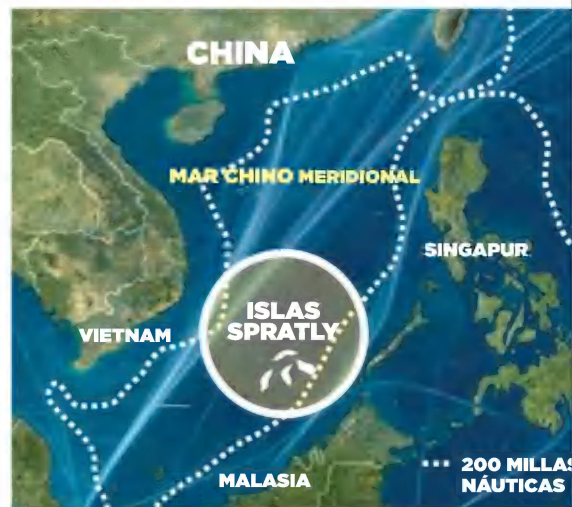 CHINA
MAR CHINO MERIDIONAL
SINGAPUR
ISLAS
SPRATLY
VIETNAM
MALASIA
200 MILLAS
NÁUTICAS